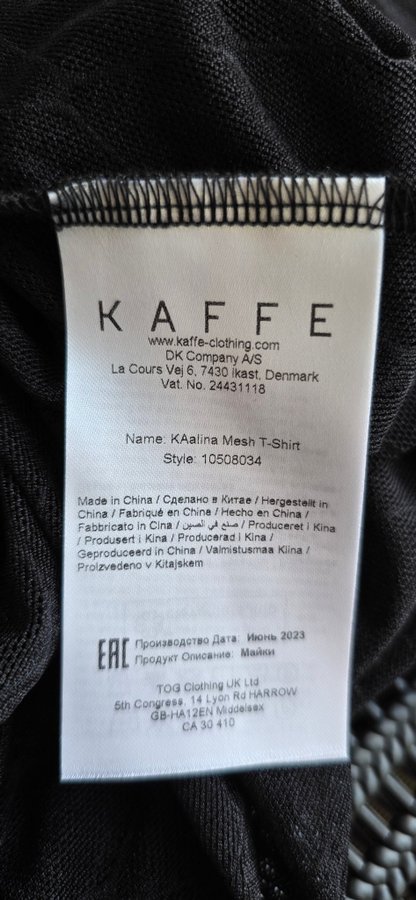 KAFFE
www.kaffe-clothing.com
DK Company A/S
La Cours Vej 6, 7430 Ikast, Denmark
Vat. No. 24431118
Name: KAalina Mesh T-Shirt
Style: 10508034
Made in China / Сделано в Китае / Hergestellt in
China / Fabriqué en Chine / Hecho en China /
Fabbricato in Cina / صنع في الصين / Produceret i Kina
/ Produsert i Kina / Producerad i Kina /
Geproduceerd in China / Valmistusmaa Kiina /
Proizvedeno v Kitajskem
EAC Производство Дата: Июнь 2023
Продукт Описание: Майки
TOG Clothing UK Ltd
5th Congress, 14 Lyon Rd HARROW
GB-HA12EN Middelsex
CA 30 410